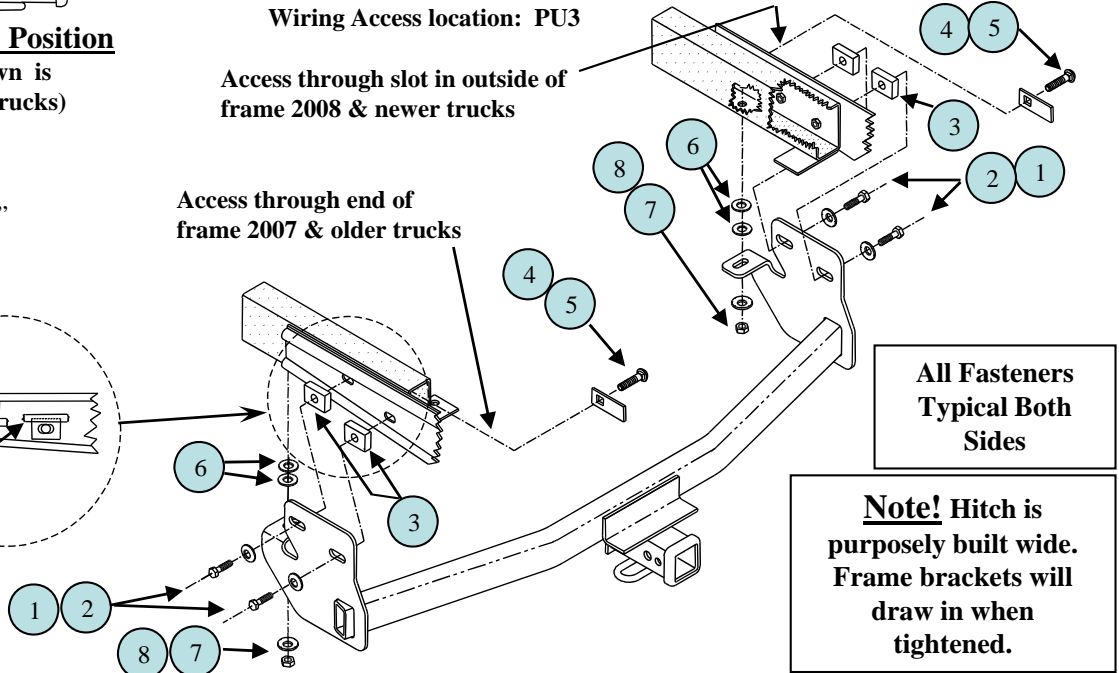 Position
wn is
rucks)
Wiring Access location: PU3
Access through slot in outside of
frame 2008 & newer trucks
4 5
3
6
8
7
2 1
,,
Access through end of
frame 2007 & older trucks
4
5
6
3
1 2
8 7
All Fasteners
Typical Both
Sides
Note! Hitch is
purposely built wide.
Frame brackets will
draw in when
tightened.